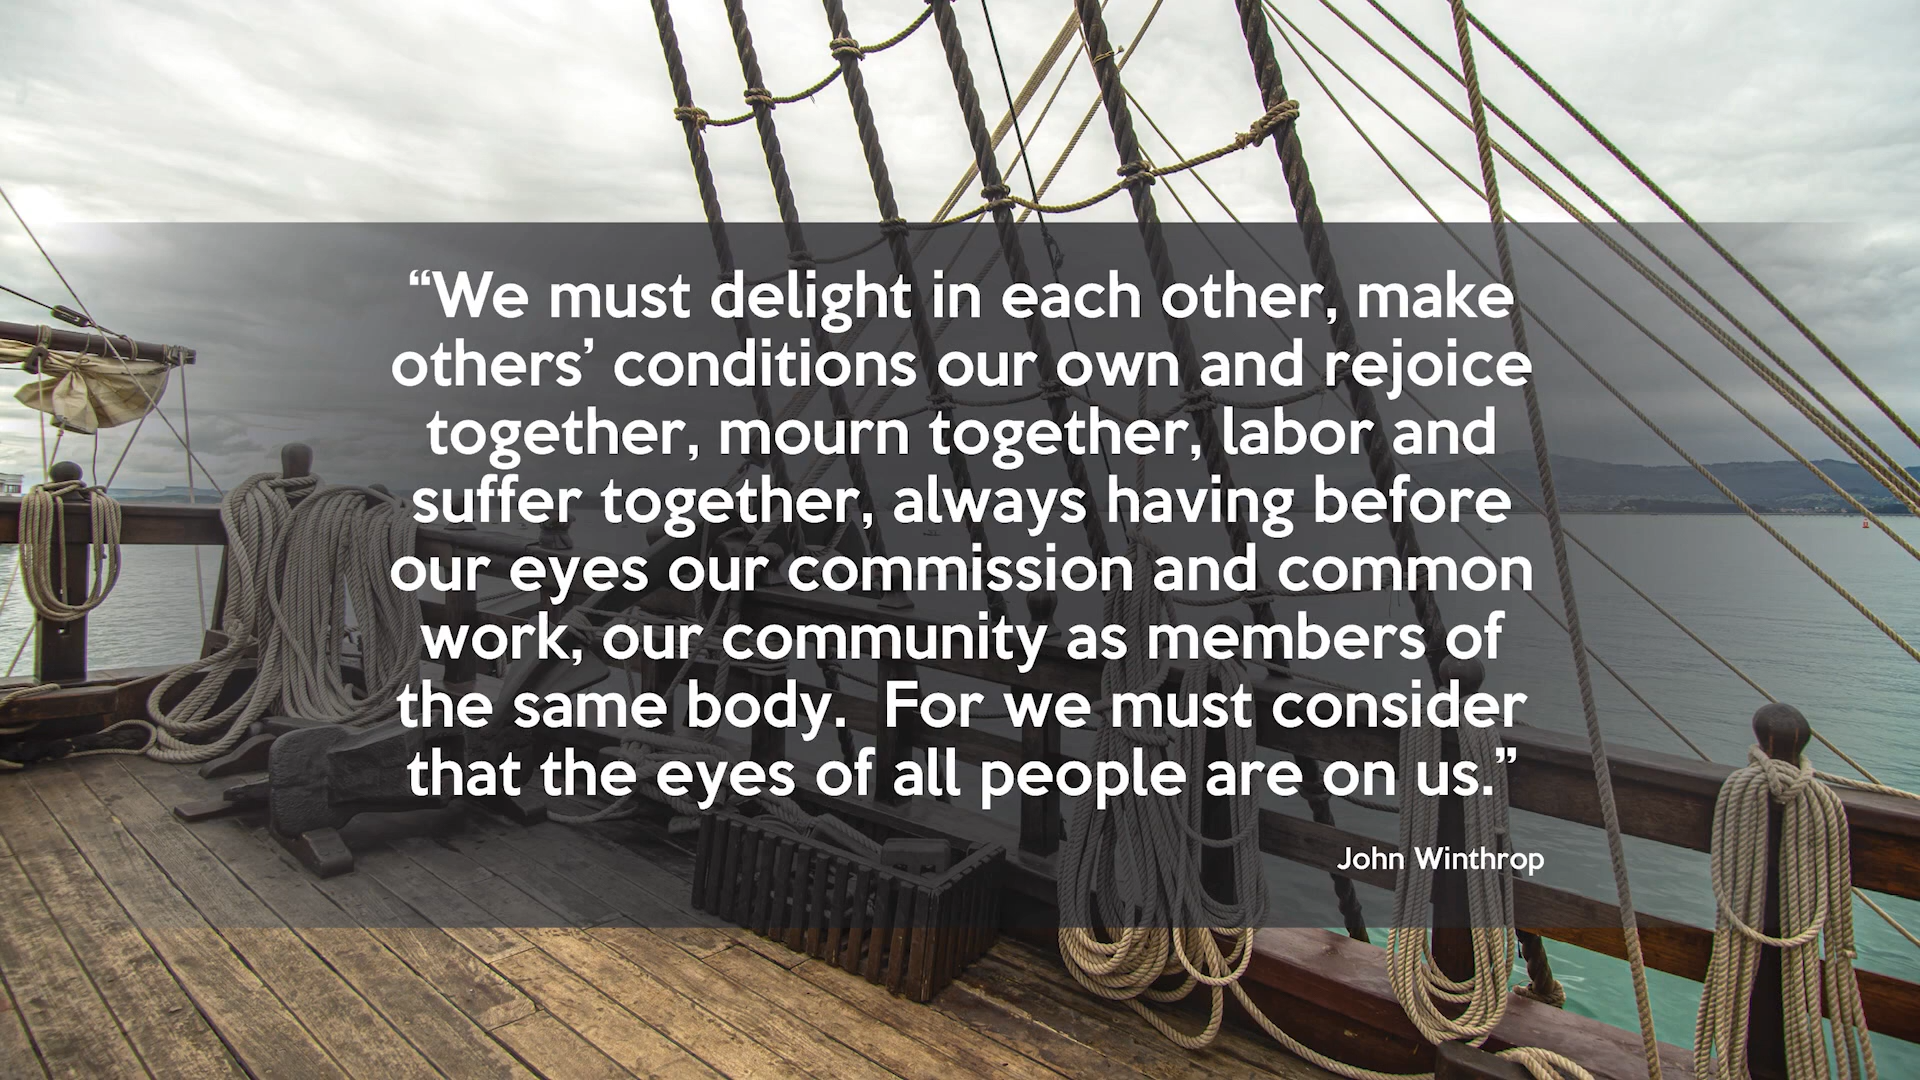 “We must delight in each other, make
others’ conditions our own and rejoice
together, mourn together, labor and
suffer together, always having before
our eyes our commission and common
work, our community as members of
the same body.  For we must consider
that the eyes of all people are on us.”
John Winthrop